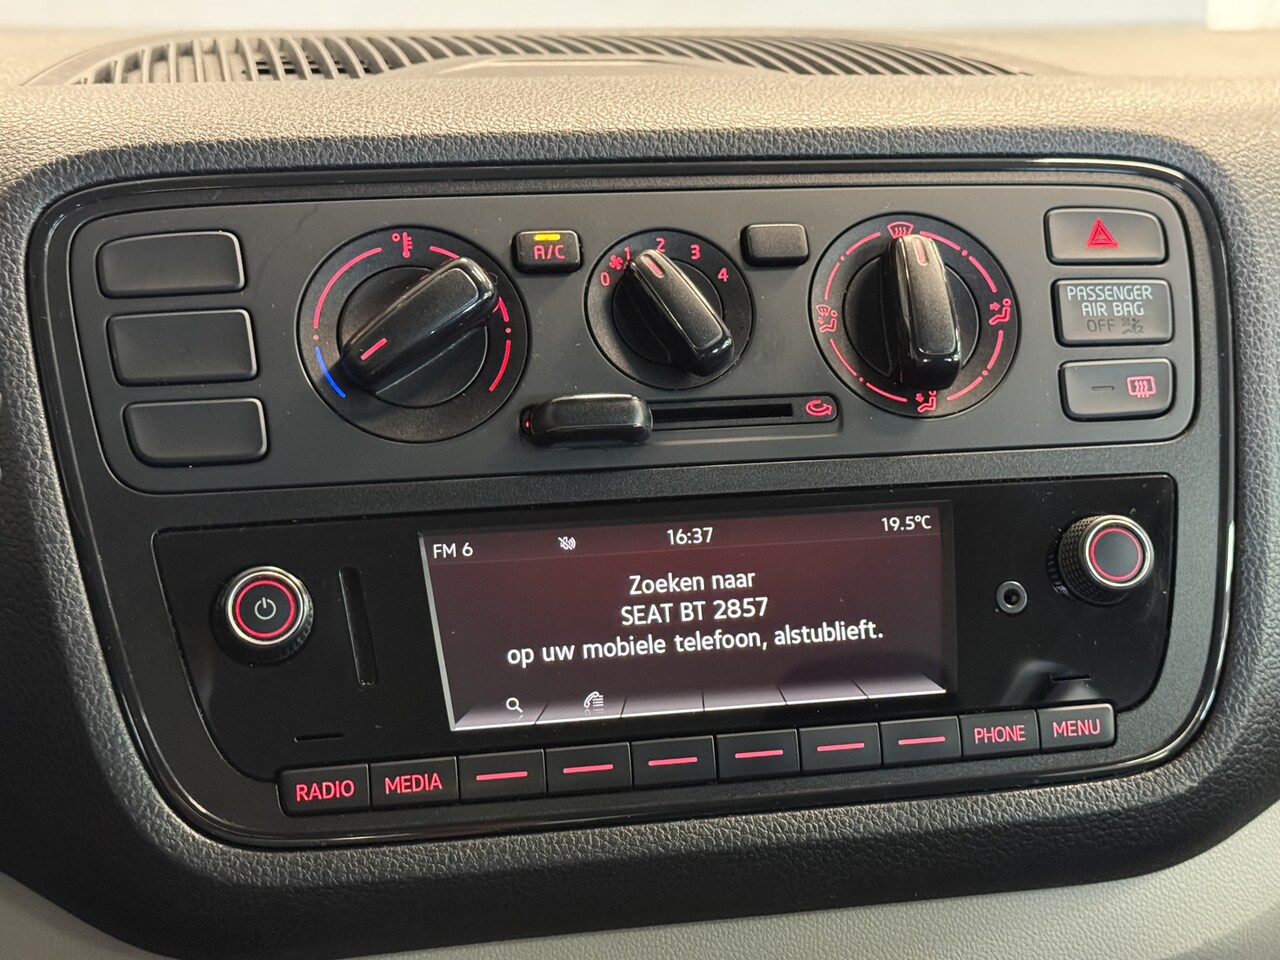 A/C
0 1 2 3 4
PASSENGER
AIR BAG
OFF
FM 6
16:37
19.5°C
Zoeken naar
SEAT BT 2857
op uw mobiele telefoon, alstublieft.
RADIO
MEDIA
PHONE
MENU